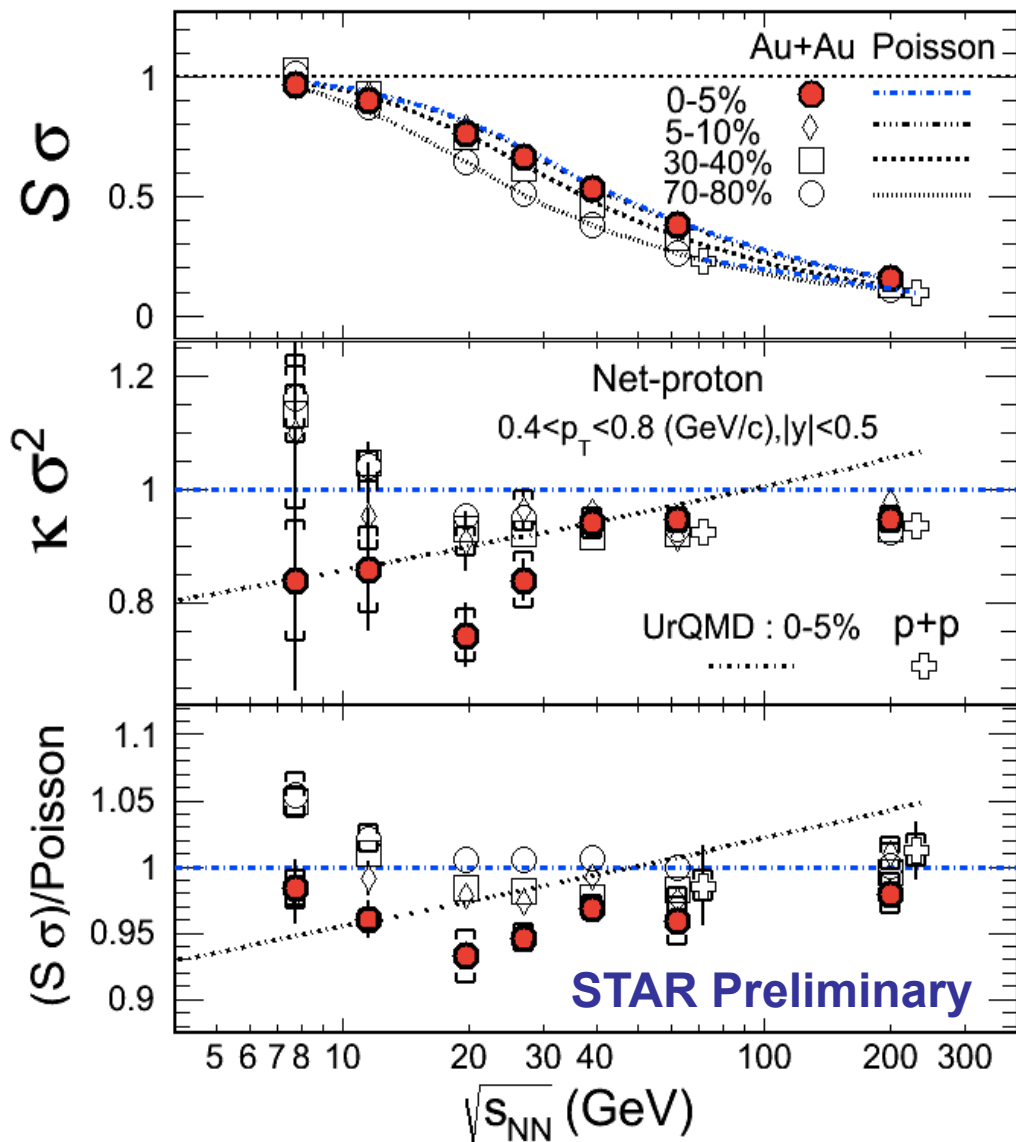 Au+Au Poisson
0-5%
5-10%
30-40%
70-80%
S σ
1
0.5
0
Net-proton
0.4<p_T<0.8 (GeV/c),|y|<0.5
κ σ²
1.2
1
0.8
UrQMD : 0-5% p+p
(S σ)/Poisson
1.1
1.05
1
0.95
0.9
STAR Preliminary
5 6 7 8 10 20 30 40 100 200 300
√s_NN (GeV)